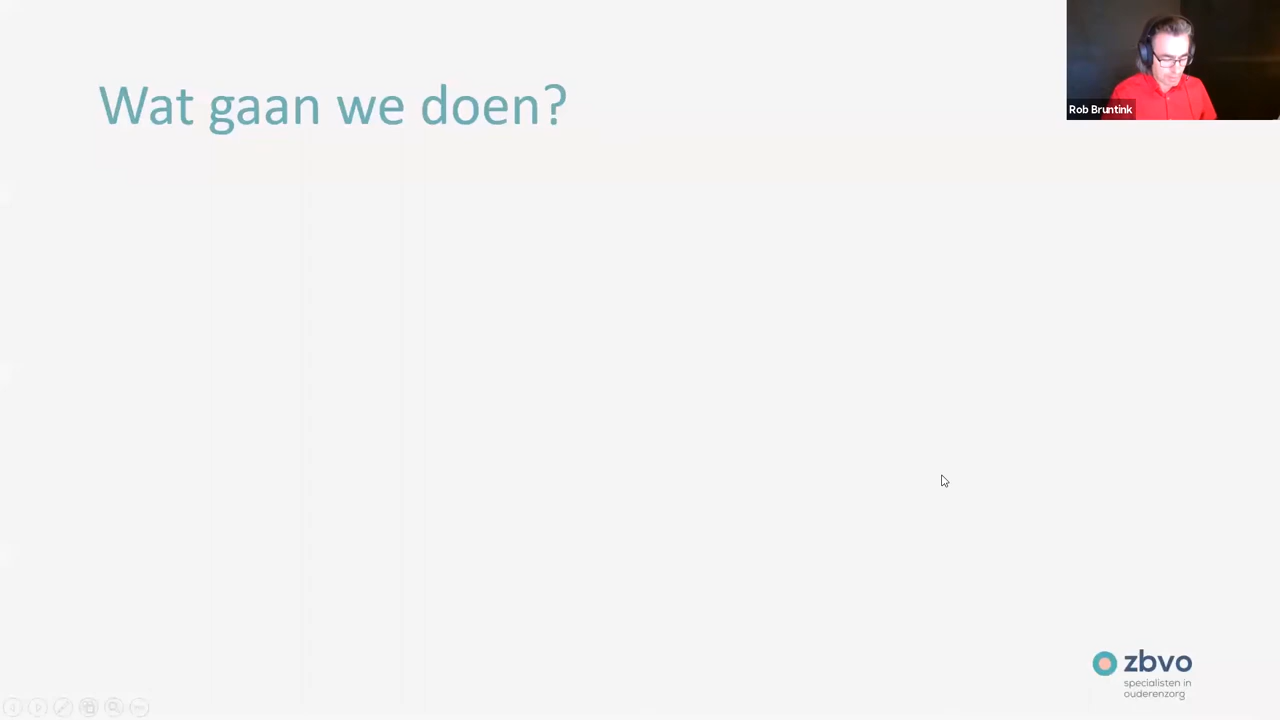 Wat gaan we doen?
Rob Bruntink
zbvo
specialisten in
ouderenzorg